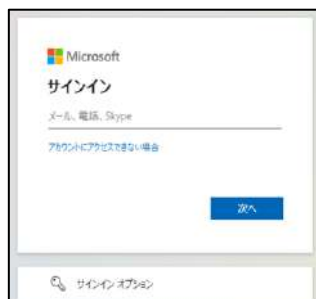 Microsoft
サインイン
メール、電話、Skype
アカウントにアクセスできない場合
次へ
サインイン オプション